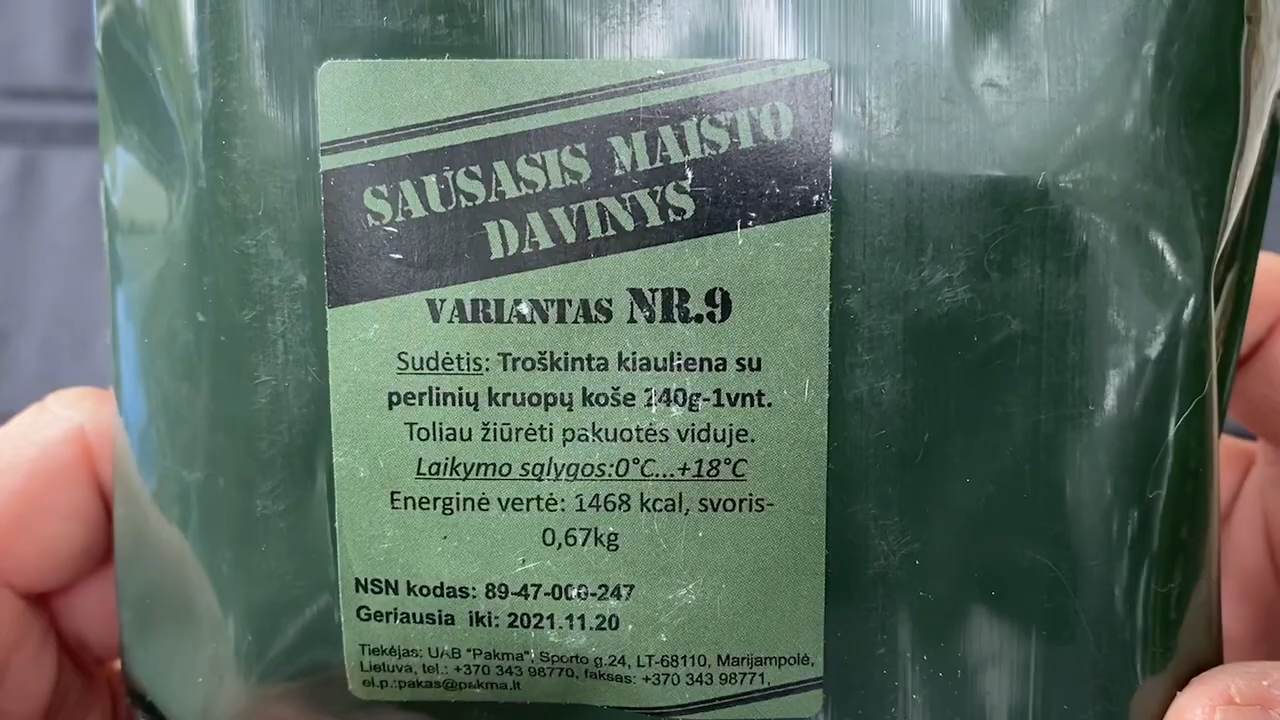 SAUSASIS MAISTO
DAVINYS
VARIANTAS NR.9
Sudėtis: Troškinta kiauliena su
perlinių kruopų koše 240g-1vnt.
Toliau žiūrėti pakuotės viduje.
Laikymo sąlygos:0°C...+18°C
Energinė vertė: 1468 kcal, svoris-
0,67kg
NSN kodas: 89-47-000-247
Geriausia iki: 2021.11.20
Tiekėjas: UAB "Pakma", Sporto g.24, LT-68110, Marijampolė,
Lietuva, tel.: +370 343 98770, faksas: +370 343 98771,
el.p.:pakas@pakma.lt